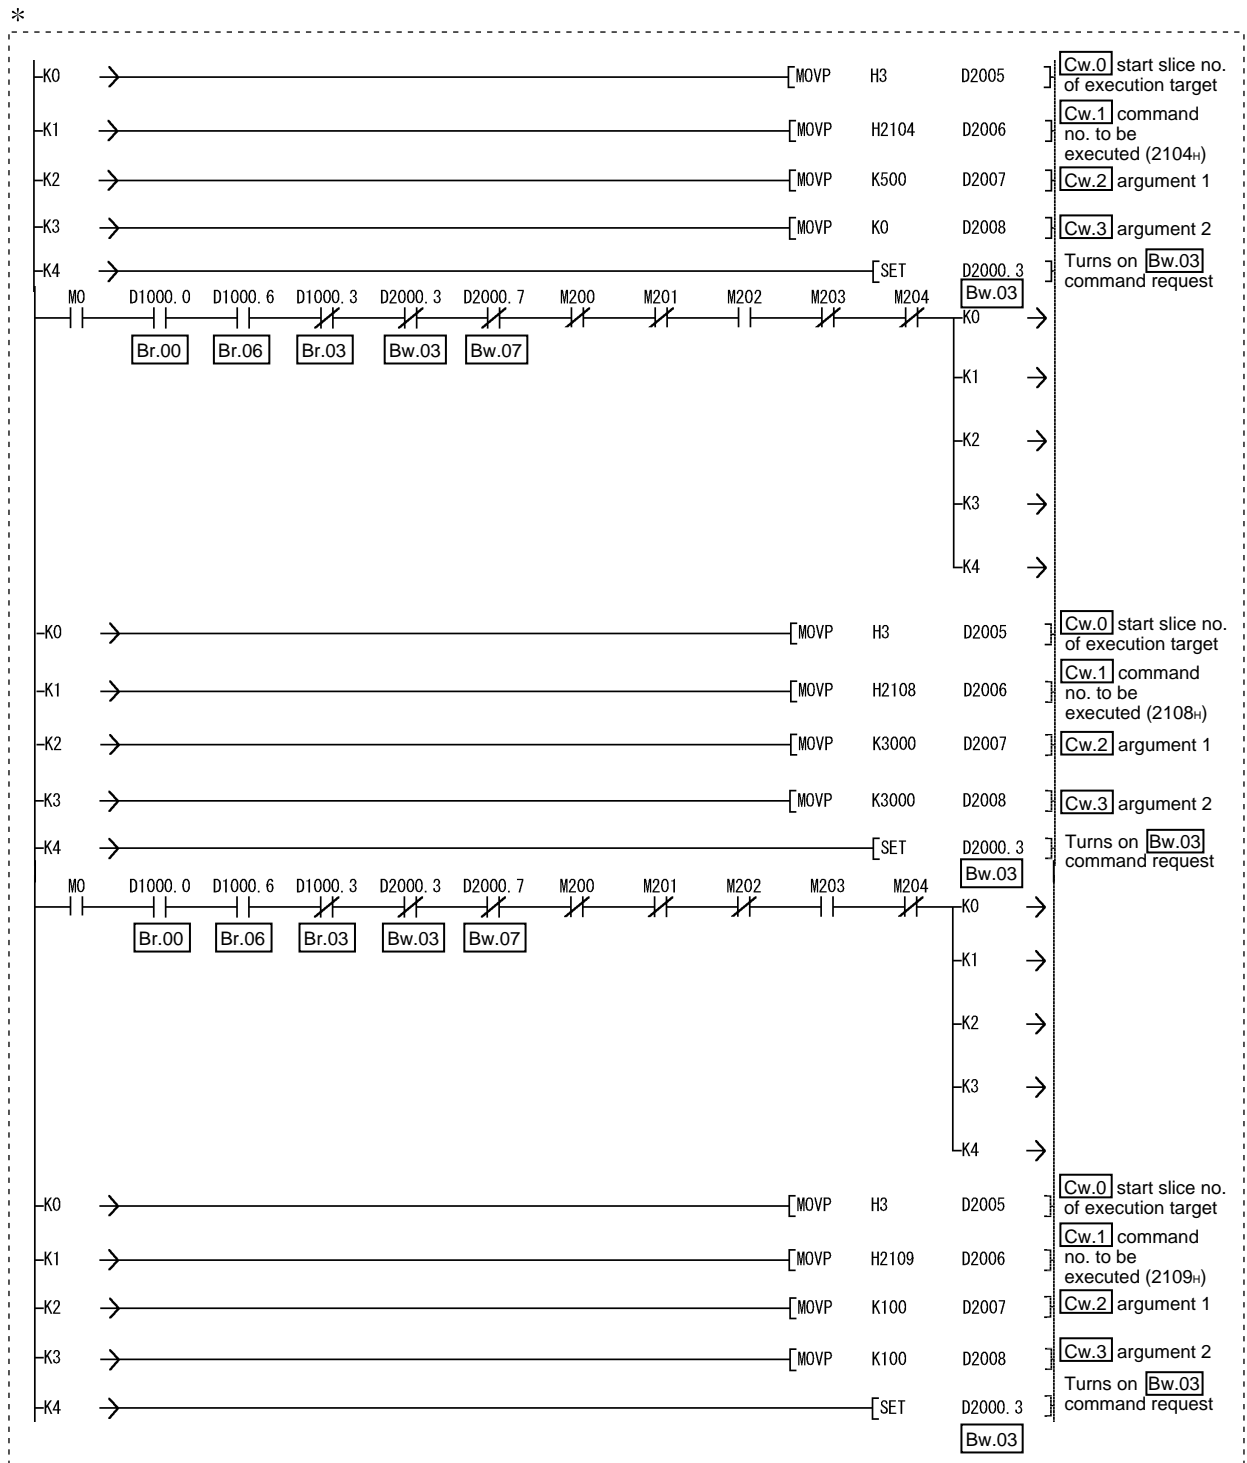 *
K0 [MOVP H3 D2005 ] Cw.0 start slice no.
of execution target
K1 [MOVP H2104 D2006 ] Cw.1 command
no. to be
executed (2104H)
K2 [MOVP K500 D2007 ] Cw.2 argument 1
K3 [MOVP K0 D2008 ] Cw.3 argument 2
K4 [SET D2000.3 ] Turns on Bw.03
command request
Bw.03
M0 D1000.0 D1000.6 D1000.3 D2000.3 D2000.7 M200 M201 M202 M203 M204
K0
Br.00 Br.06 Br.03 Bw.03 Bw.07
K1
K2
K3
K4
K0 [MOVP H3 D2005 ] Cw.0 start slice no.
of execution target
K1 [MOVP H2108 D2006 ] Cw.1 command
no. to be
executed (2108H)
K2 [MOVP K3000 D2007 ] Cw.2 argument 1
K3 [MOVP K3000 D2008 ] Cw.3 argument 2
K4 [SET D2000.3 ] Turns on Bw.03
command request
Bw.03
M0 D1000.0 D1000.6 D1000.3 D2000.3 D2000.7 M200 M201 M202 M203 M204
K0
Br.00 Br.06 Br.03 Bw.03 Bw.07
K1
K2
K3
K4
K0 [MOVP H3 D2005 ] Cw.0 start slice no.
of execution target
K1 [MOVP H2109 D2006 ] Cw.1 command
no. to be
executed (2109H)
K2 [MOVP K100 D2007 ] Cw.2 argument 1
K3 [MOVP K100 D2008 ] Cw.3 argument 2
K4 [SET D2000.3 ] Turns on Bw.03
command request
Bw.03